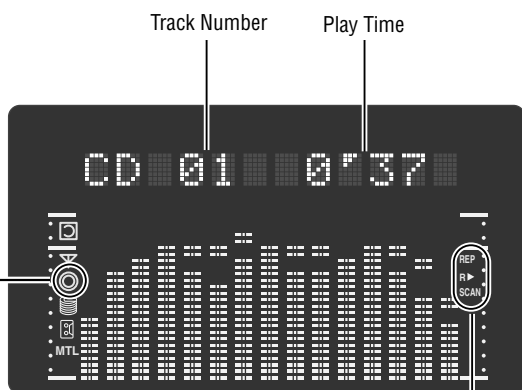 Track Number Play Time
CD 01 0'37
REP
R▶
SCAN
MTL